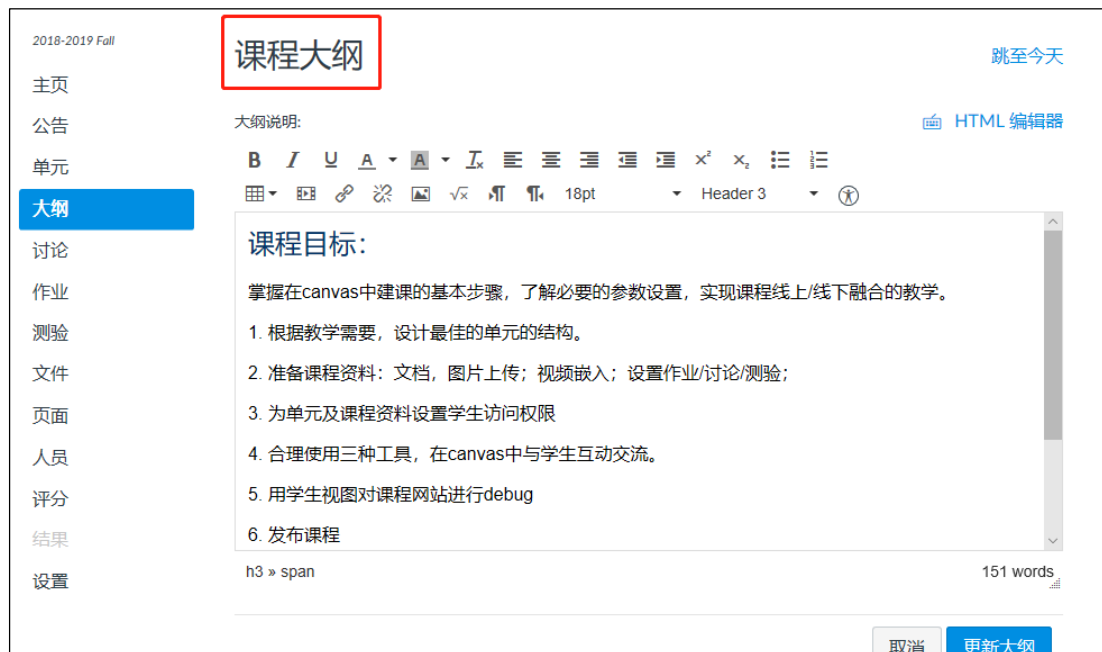 2018-2019 Fall
主页
公告
单元
大纲
讨论
作业
测验
文件
页面
人员
评分
结果
设置
课程大纲
跳至今天
大纲说明:
HTML 编辑器
B I U A A Tx x² x₂
√x ¶ ¶ 18pt Header 3
课程目标：
掌握在canvas中建课的基本步骤，了解必要的参数设置，实现课程线上/线下融合的教学。
1. 根据教学需要，设计最佳的单元的结构。
2. 准备课程资料：文档，图片上传；视频嵌入；设置作业/讨论/测验；
3. 为单元及课程资料设置学生访问权限
4. 合理使用三种工具，在canvas中与学生互动交流。
5. 用学生视图对课程网站进行debug
6. 发布课程
h3 » span
151 words
取消
更新大纲